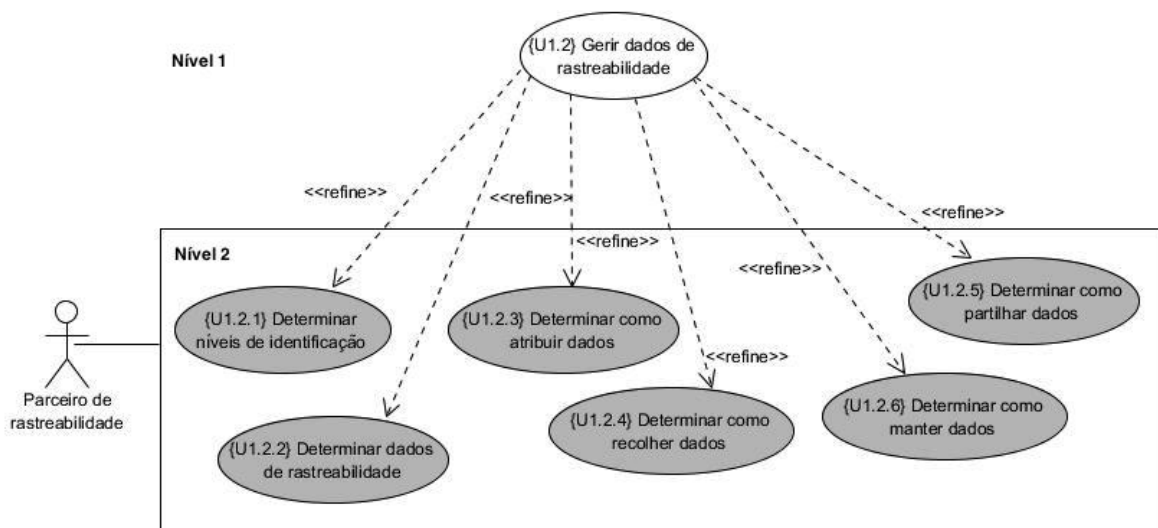 Nível 1
{U1.2} Gerir dados de
rastreabilidade
<<refine>>
<<refine>>
<<refine>>
<<refine>>
<<refine>>
<<refine>>
Nível 2
{U1.2.1} Determinar
níveis de identificação
{U1.2.3} Determinar como
atribuir dados
{U1.2.5} Determinar como
partilhar dados
{U1.2.2} Determinar dados
de rastreabilidade
{U1.2.4} Determinar como
recolher dados
{U1.2.6} Determinar como
manter dados
Parceiro de
rastreabilidade